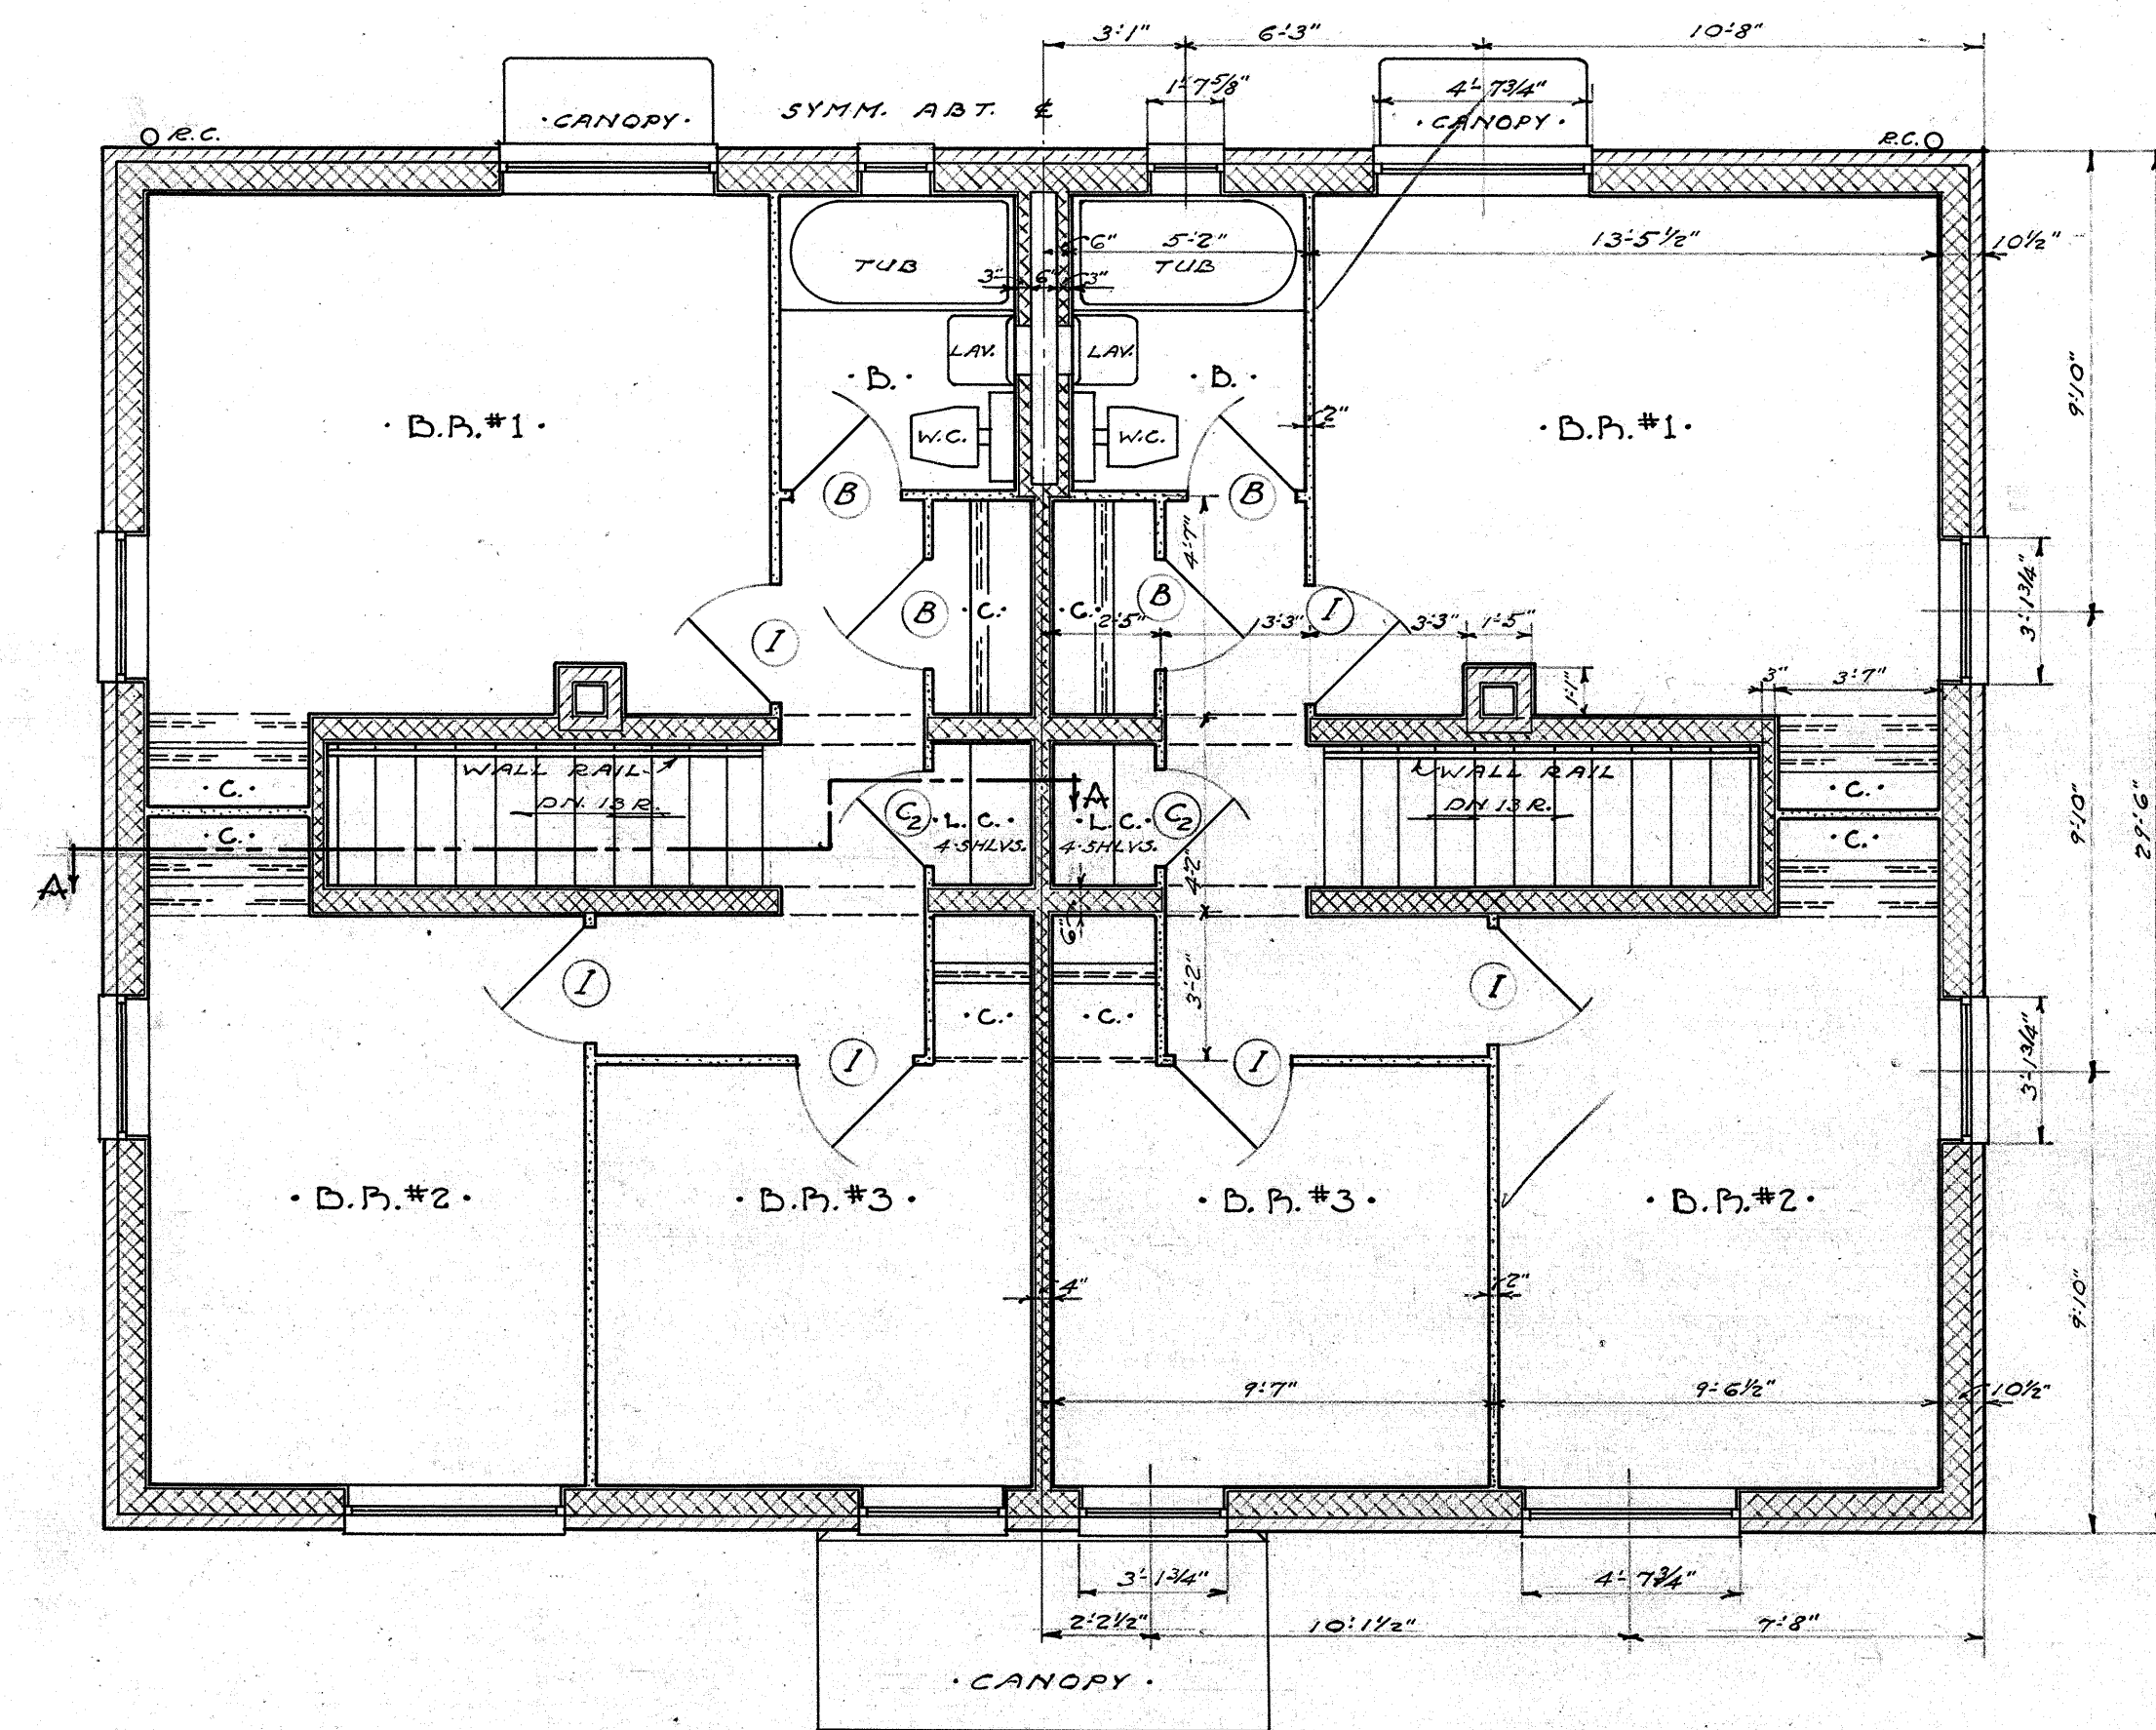 3'-1" 6'-3" 10'-8"
1'-7 5/8" 4'-7 3/4"
·CANOPY· SYMM. ABT. ℄ ·CANOPY·
R.C. R.C.
6" 5'-2" 13'-5 1/2" 10 1/2"
TUB 3" 6" 3" TUB
LAV. LAV.
·B.· ·B.·
9'-10"
·B.R.#1· W.C. W.C. 2" ·B.R.#1·
B B
4'-7"
B ·C.· ·C.· B
I 2'-5" 3'-3" I 3'-3" 1'-5" 3'-1 3/4"
1'-1" 3" 3'-7"
WALL RAIL WALL RAIL
·C.· DN. 13 R. A DN 13 R. ·C.·
C2 ·L.C.· ·L.C.· C2
·C.· 4-SHLVS. 4-SHLVS. ·C.·
9'-10" 29'-6"
A 4'-2"
6"
I 3'-2" I
·C.· ·C.·
I I 3'-1 3/4"
·B.R.#2· ·B.R.#3· ·B.R.#3· ·B.R.#2·
4" 2"
9'-10"
9'-7" 9'-6 1/2" 10 1/2"
3'-1 3/4" 4'-7 3/4"
2'-2 1/2" 10'-1 1/2" 7'-8"
·CANOPY·